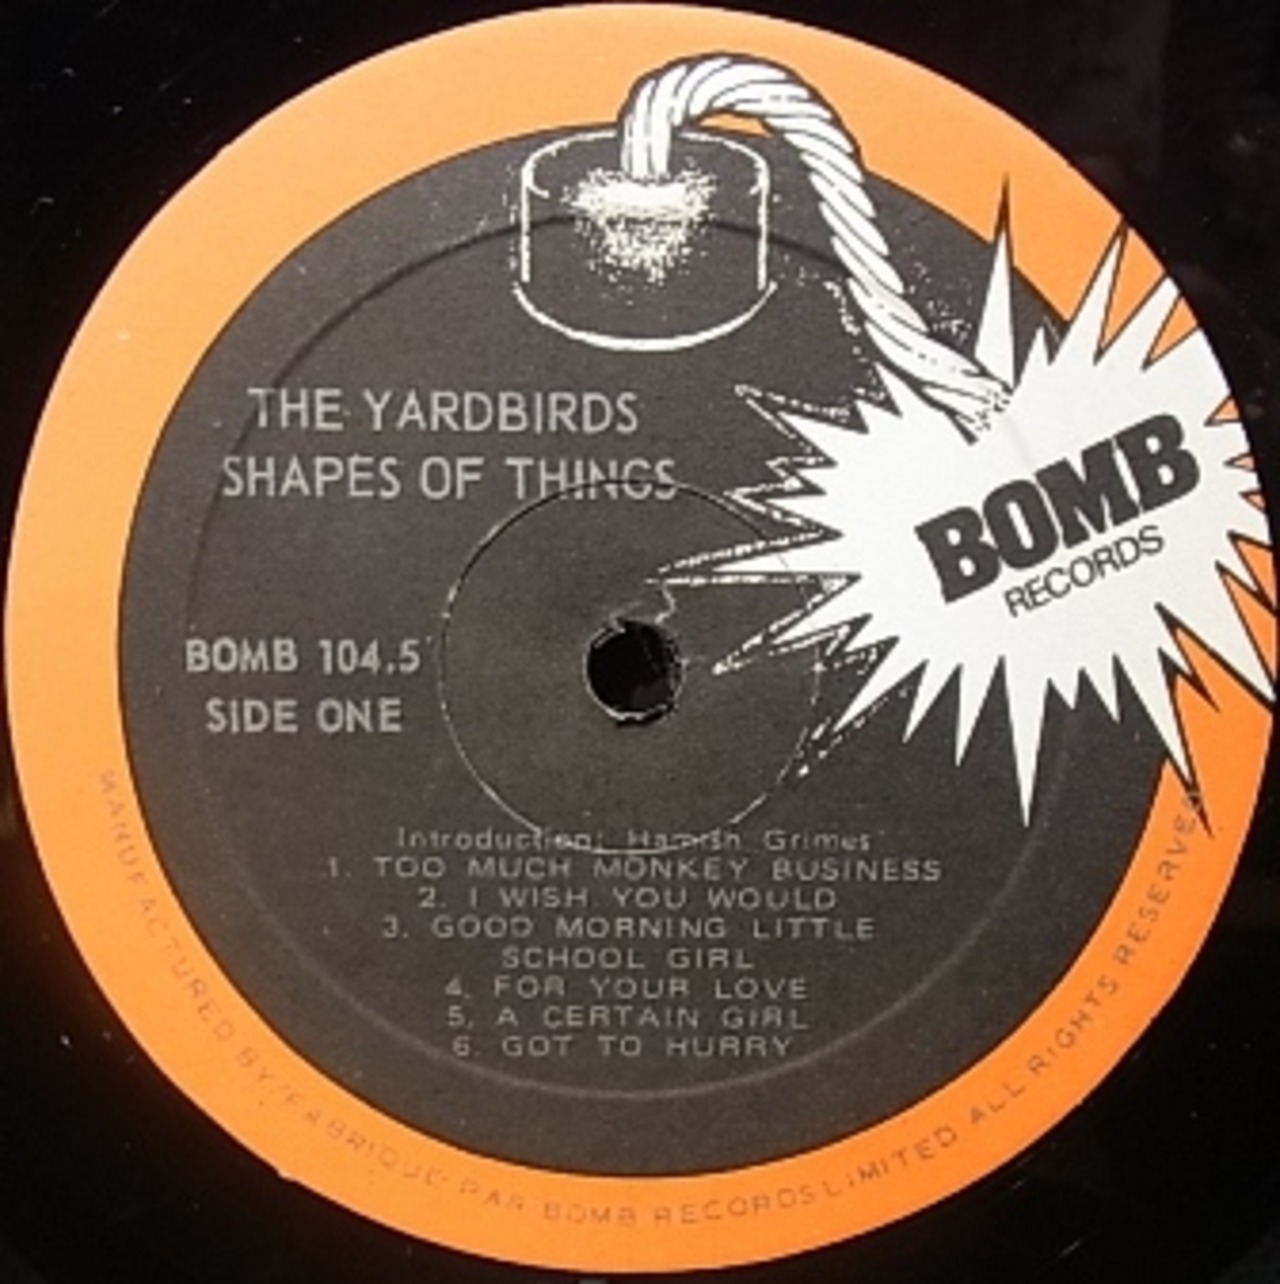 THE YARDBIRDS
SHAPES OF THINGS
BOMB
RECORDS
BOMB 104.5
SIDE ONE
Introduction: Hamish Grimes
1. TOO MUCH MONKEY BUSINESS
2. I WISH YOU WOULD
3. GOOD MORNING LITTLE
SCHOOL GIRL
4. FOR YOUR LOVE
5. A CERTAIN GIRL
6. GOT TO HURRY
MANUFACTURED BY/FABRIQUE PAR BOMB RECORDS LIMITED ALL RIGHTS RESERVED